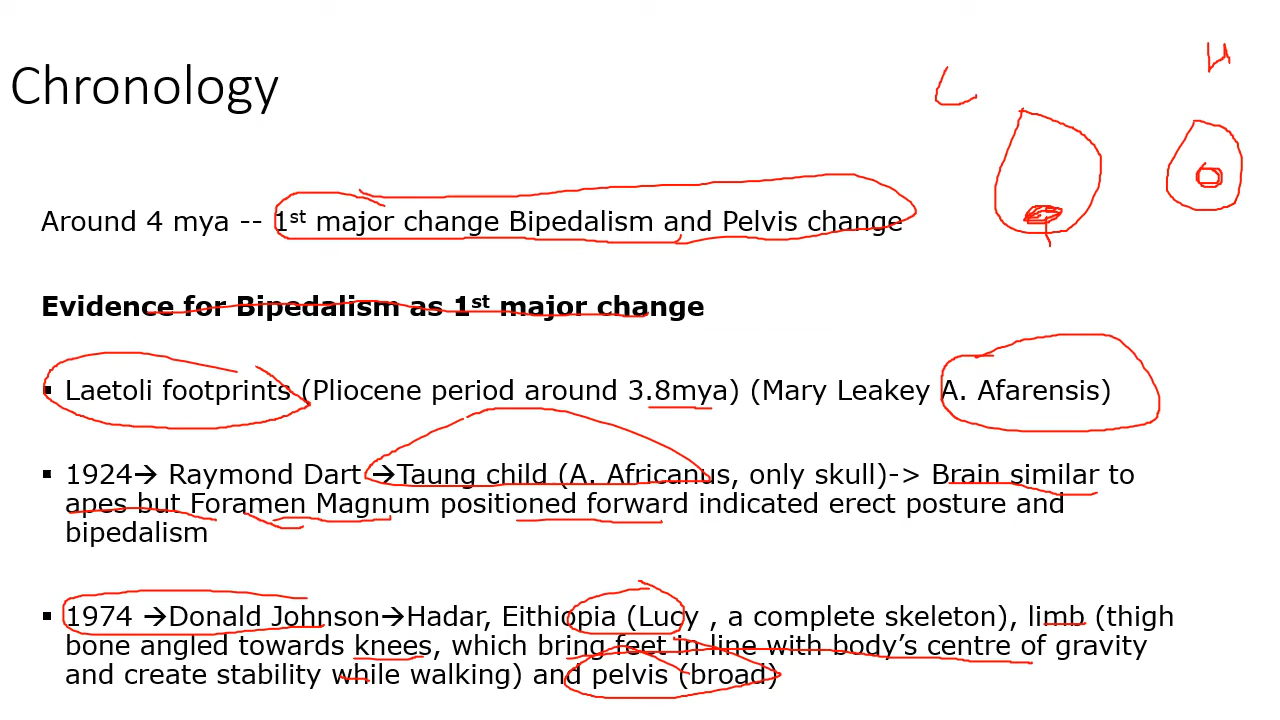 Chronology
Around 4 mya -- 1st major change Bipedalism and Pelvis change
Evidence for Bipedalism as 1st major change
▪ Laetoli footprints (Pliocene period around 3.8mya) (Mary Leakey A. Afarensis)
▪ 1924→ Raymond Dart →Taung child (A. Africanus, only skull)-> Brain similar to
apes but Foramen Magnum positioned forward indicated erect posture and
bipedalism
▪ 1974 →Donald Johnson→Hadar, Eithiopia (Lucy , a complete skeleton), limb (thigh
bone angled towards knees, which bring feet in line with body’s centre of gravity
and create stability while walking) and pelvis (broad)